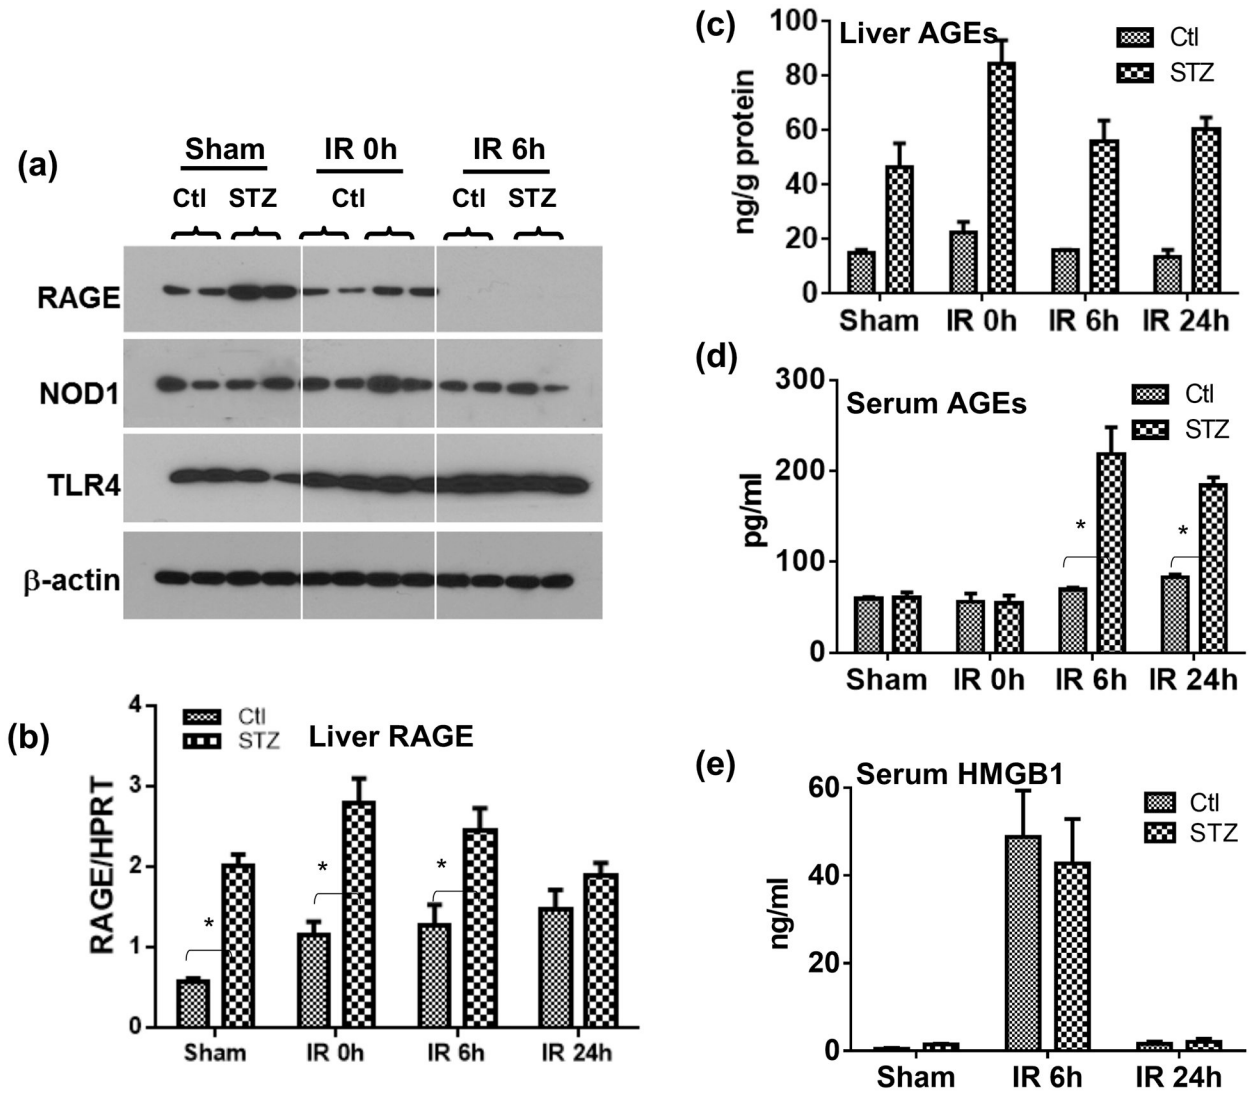 (a)
Sham IR 0h IR 6h
Ctl STZ Ctl Ctl STZ
RAGE
NOD1
TLR4
β-actin
(b)
Liver RAGE
Ctl
STZ
RAGE/HPRT
4
3
2
1
0
*
*
*
Sham IR 0h IR 6h IR 24h
(c)
Liver AGEs
Ctl
STZ
ng/g protein
100
80
60
40
20
0
Sham IR 0h IR 6h IR 24h
(d)
Serum AGEs
Ctl
STZ
pg/ml
300
200
100
0
*
*
Sham IR 0h IR 6h IR 24h
(e)
Serum HMGB1
Ctl
STZ
ng/ml
60
40
20
0
Sham IR 6h IR 24h